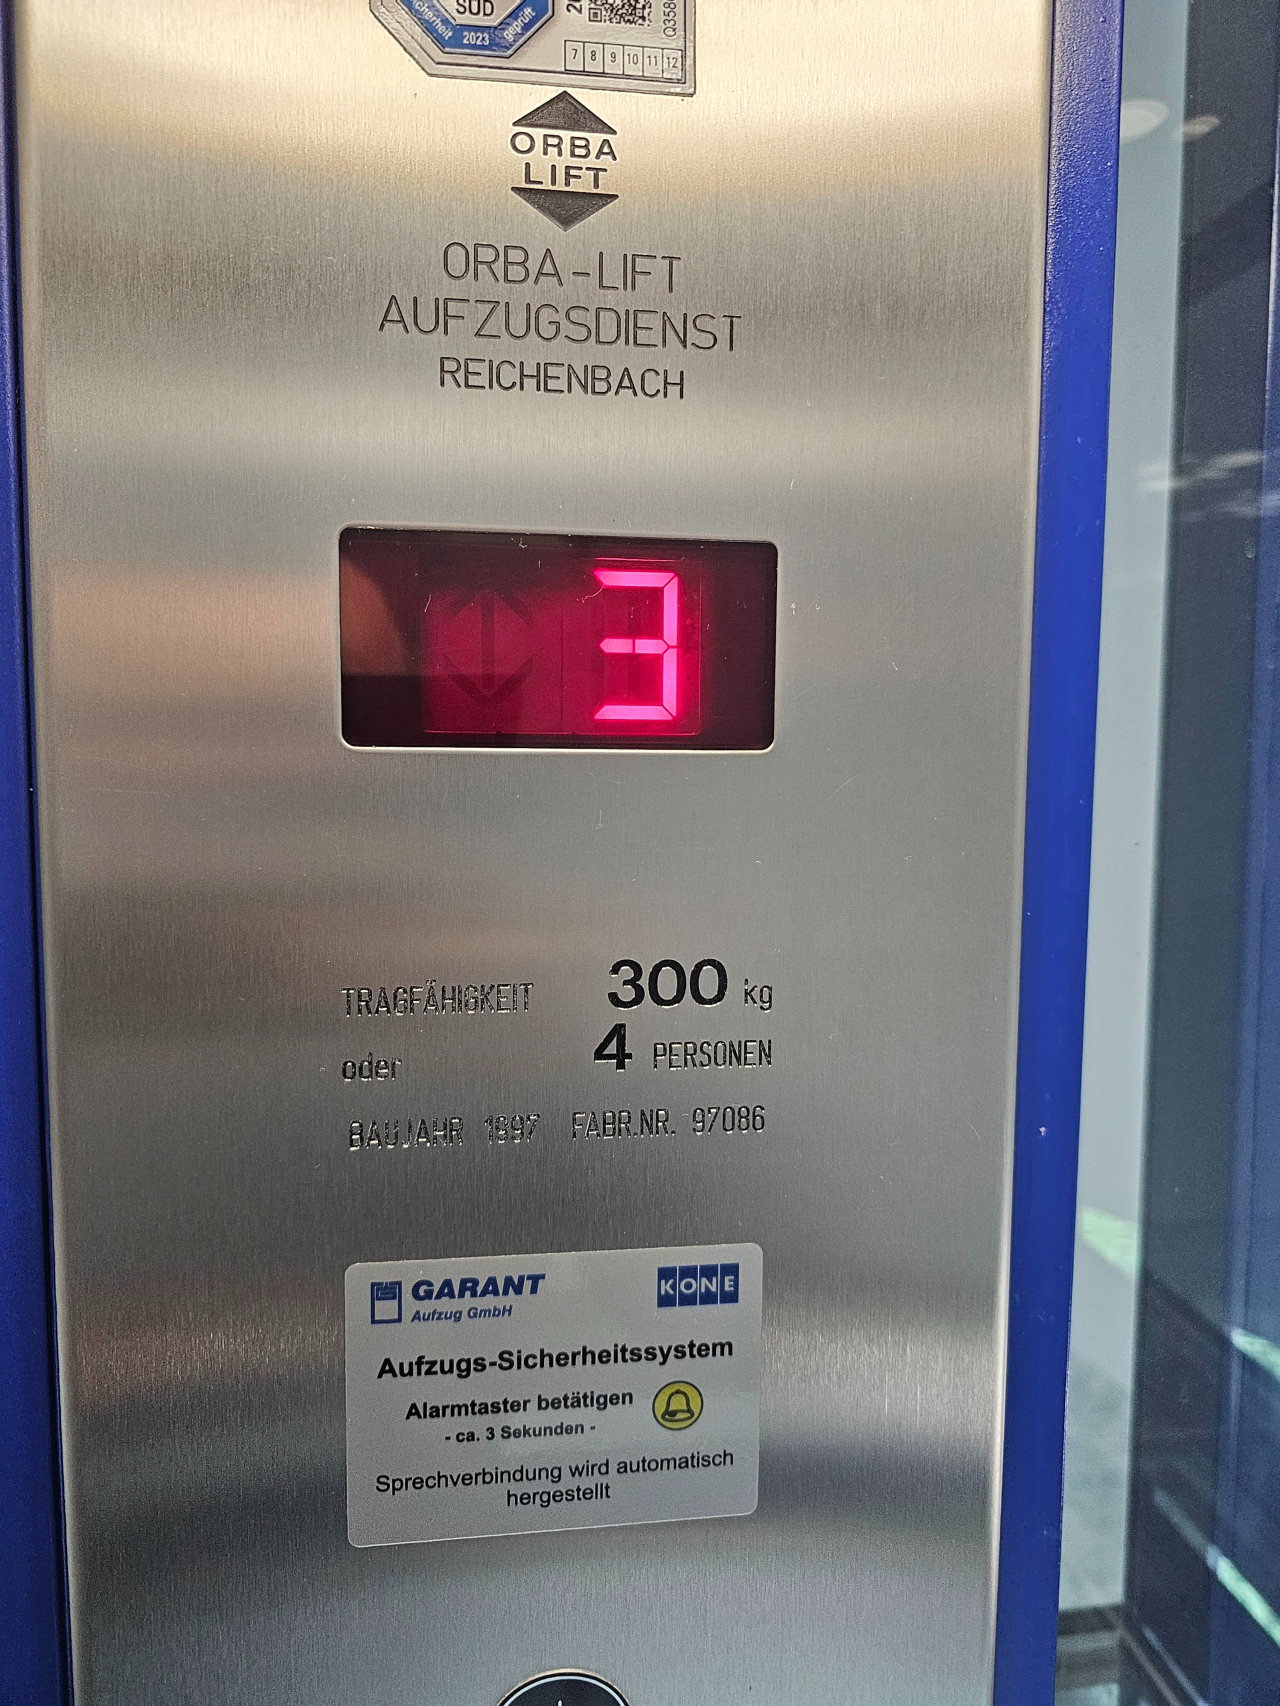 SÜD
2023
geprüft
7 8 9 10 11 12
ORBA
LIFT
ORBA-LIFT
AUFZUGSDIENST
REICHENBACH
3
TRAGFÄHIGKEIT 300 kg
oder 4 PERSONEN
BAUJAHR 1997 FABR.NR. 97086
GARANT
Aufzug GmbH
KONE
Aufzugs-Sicherheitssystem
Alarmtaster betätigen
- ca. 3 Sekunden -
Sprechverbindung wird automatisch
hergestellt